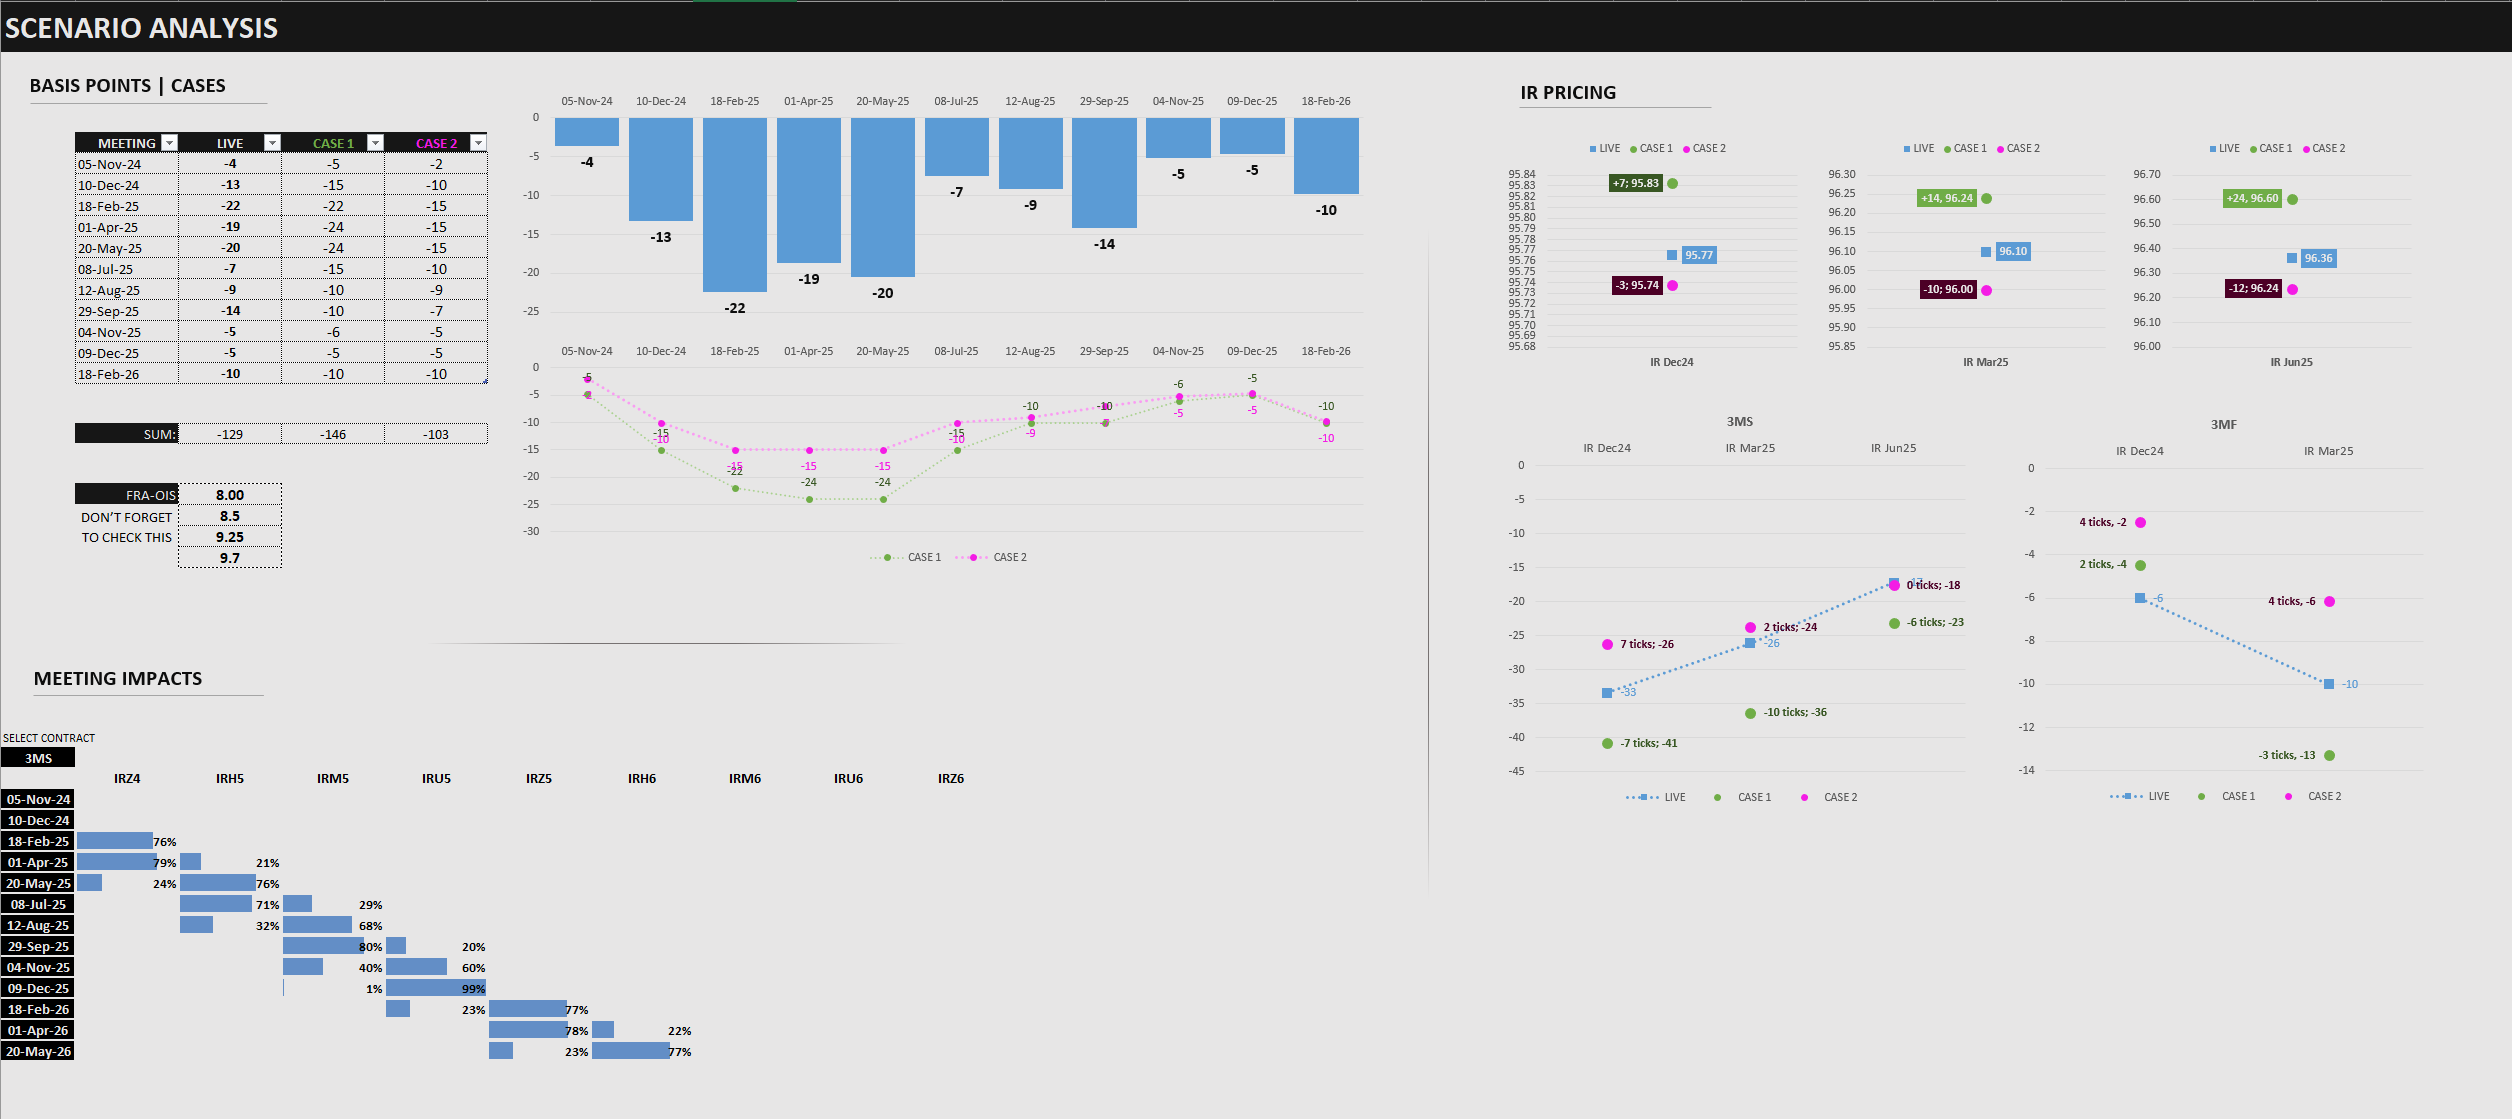 SCENARIO ANALYSIS
BASIS POINTS | CASES
MEETING LIVE CASE 1 CASE 2
05-Nov-24 -4 -5 -2
10-Dec-24 -13 -15 -10
18-Feb-25 -22 -22 -15
01-Apr-25 -19 -24 -15
20-May-25 -20 -24 -15
08-Jul-25 -7 -15 -10
12-Aug-25 -9 -10 -9
29-Sep-25 -14 -10 -7
04-Nov-25 -5 -6 -5
09-Dec-25 -5 -5 -5
18-Feb-26 -10 -10 -10
SUM: -129 -146 -103
FRA-OIS 8.00
DON'T FORGET 8.5
TO CHECK THIS 9.25
9.7
05-Nov-24 10-Dec-24 18-Feb-25 01-Apr-25 20-May-25 08-Jul-25 12-Aug-25 29-Sep-25 04-Nov-25 09-Dec-25 18-Feb-26
0
-5
-10
-15
-20
-25
-4 -13 -22 -19 -20 -7 -9 -14 -5 -5 -10
05-Nov-24 10-Dec-24 18-Feb-25 01-Apr-25 20-May-25 08-Jul-25 12-Aug-25 29-Sep-25 04-Nov-25 09-Dec-25 18-Feb-26
0
-5
-10
-15
-20
-25
-30
-5 -15 -22 -24 -24 -15 -10 -10 -6 -5 -10
-2 -10 -15 -15 -15 -10 -9 -5 -5 -10
CASE 1 CASE 2
IR PRICING
LIVE CASE 1 CASE 2
95.84
95.83
95.82
95.81
95.80
95.79
95.78
95.77
95.76
95.75
95.74
95.73
95.72
95.71
95.70
95.69
95.68
+7; 95.83
95.77
-3; 95.74
IR Dec24
LIVE CASE 1 CASE 2
96.30
96.25
96.20
96.15
96.10
96.05
96.00
95.95
95.90
95.85
+14, 96.24
96.10
-10; 96.00
IR Mar25
LIVE CASE 1 CASE 2
96.70
96.60
96.50
96.40
96.30
96.20
96.10
96.00
+24, 96.60
96.36
-12; 96.24
IR Jun25
3MS
IR Dec24 IR Mar25 IR Jun25
0
-5
-10
-15
-20
-25
-30
-35
-40
-45
7 ticks; -26
-33
-7 ticks; -41
2 ticks; -24
-26
-10 ticks; -36
0 ticks; -18
-6 ticks; -23
LIVE CASE 1 CASE 2
3MF
IR Dec24 IR Mar25
0
-2
-4
-6
-8
-10
-12
-14
4 ticks, -2
2 ticks, -4
-6
4 ticks, -6
-10
-3 ticks, -13
LIVE CASE 1 CASE 2
MEETING IMPACTS
SELECT CONTRACT
3MS
IRZ4 IRH5 IRM5 IRU5 IRZ5 IRH6 IRM6 IRU6 IRZ6
05-Nov-24
10-Dec-24
18-Feb-25 76%
01-Apr-25 79% 21%
20-May-25 24% 76%
08-Jul-25 71% 29%
12-Aug-25 32% 68%
29-Sep-25 80% 20%
04-Nov-25 40% 60%
09-Dec-25 1% 99%
18-Feb-26 23% 77%
01-Apr-26 78% 22%
20-May-26 23% 77%